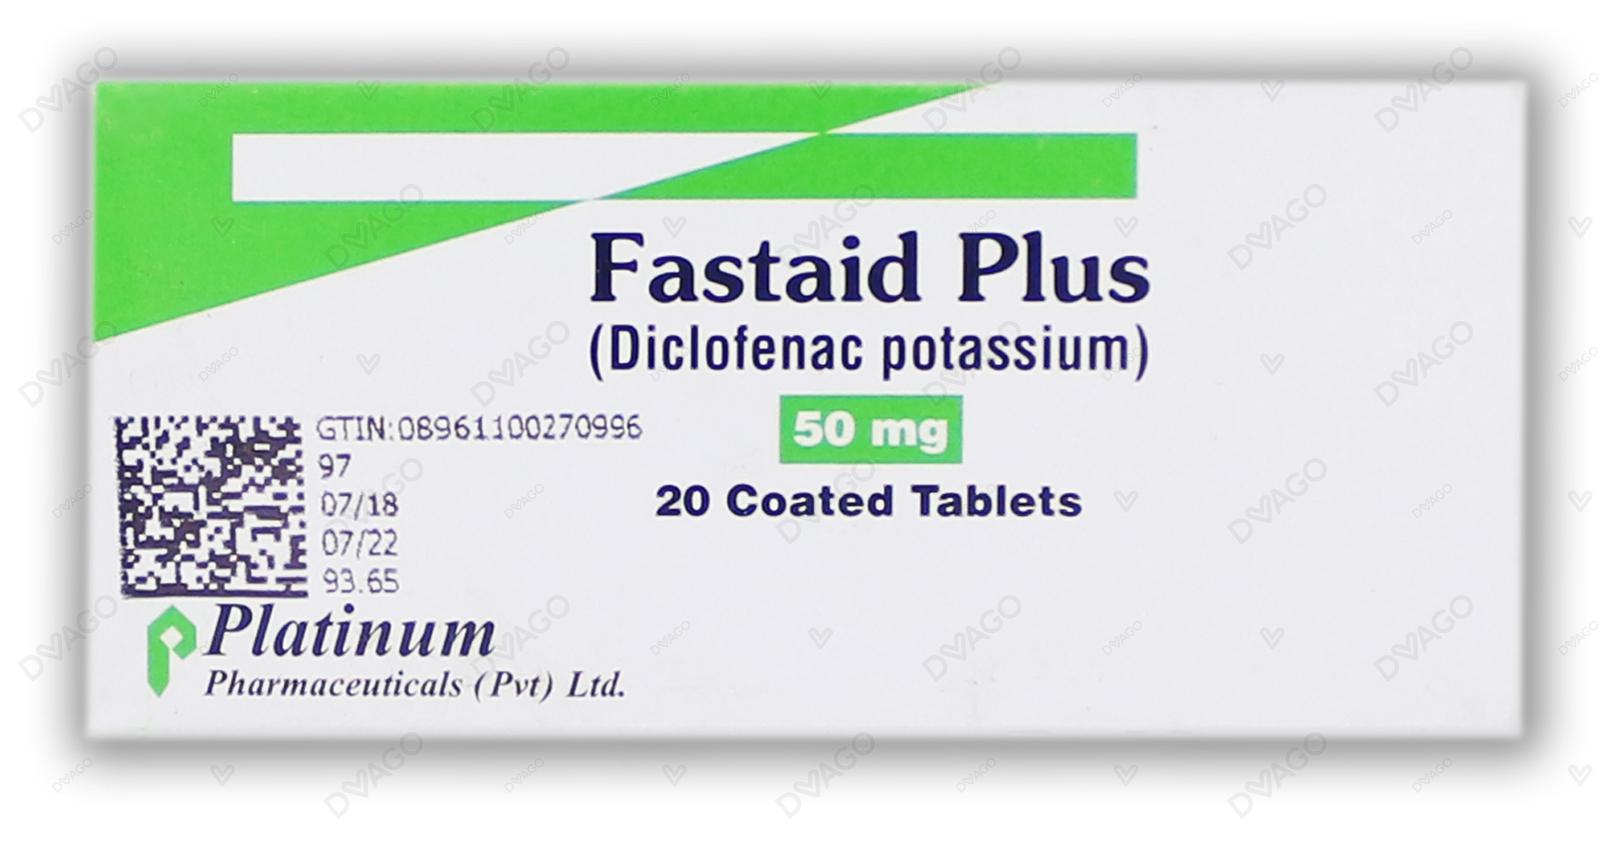 Fastaid Plus
(Diclofenac potassium)
50 mg
20 Coated Tablets
GTIN:08961100270996
97
07/18
07/22
93.65
Platinum
Pharmaceuticals (Pvt) Ltd.
DVAGO